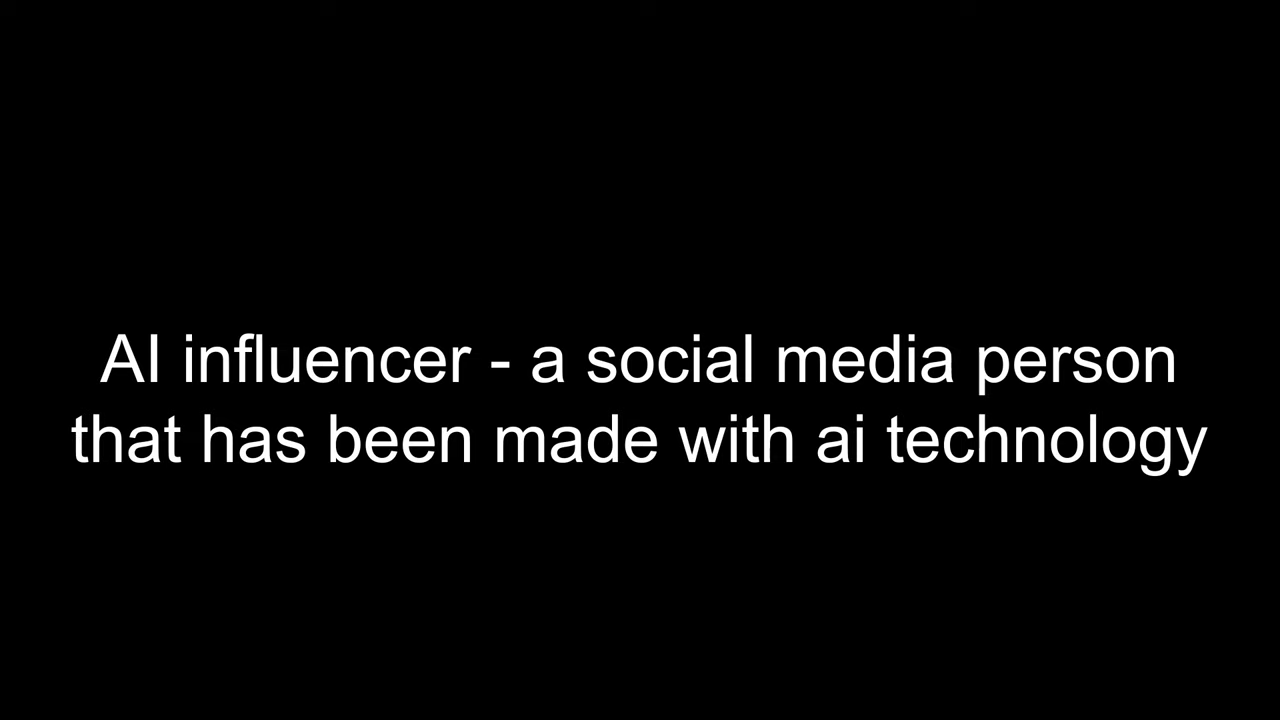 AI influencer - a social media person
that has been made with ai technology